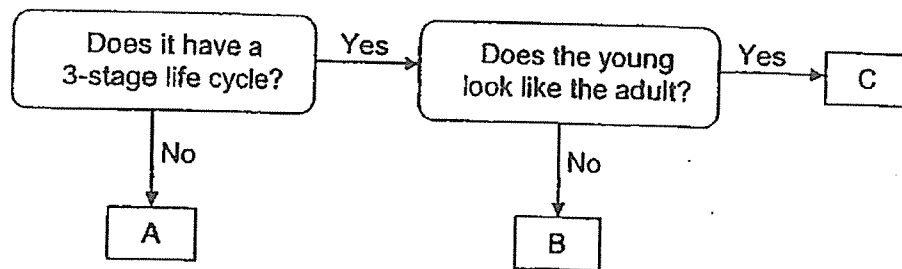 Does it have a
3-stage life cycle?
Yes
Does the young
look like the adult?
Yes
C
No
No
A
B